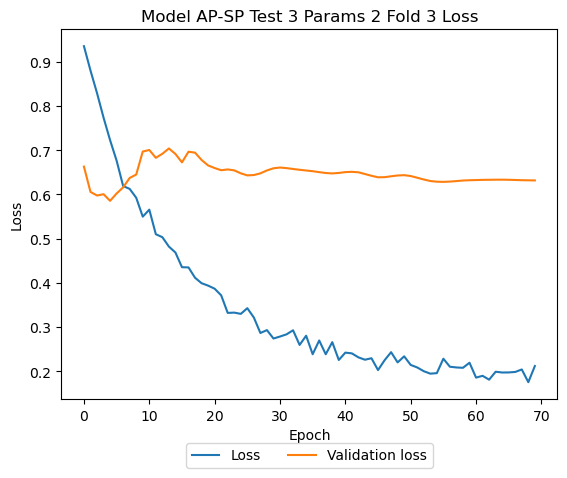 Model AP-SP Test 3 Params 2 Fold 3 Loss
0.9
0.8
0.7
0.6
0.5
0.4
0.3
0.2
Loss
0 10 20 30 40 50 60 70
Epoch
Loss Validation loss